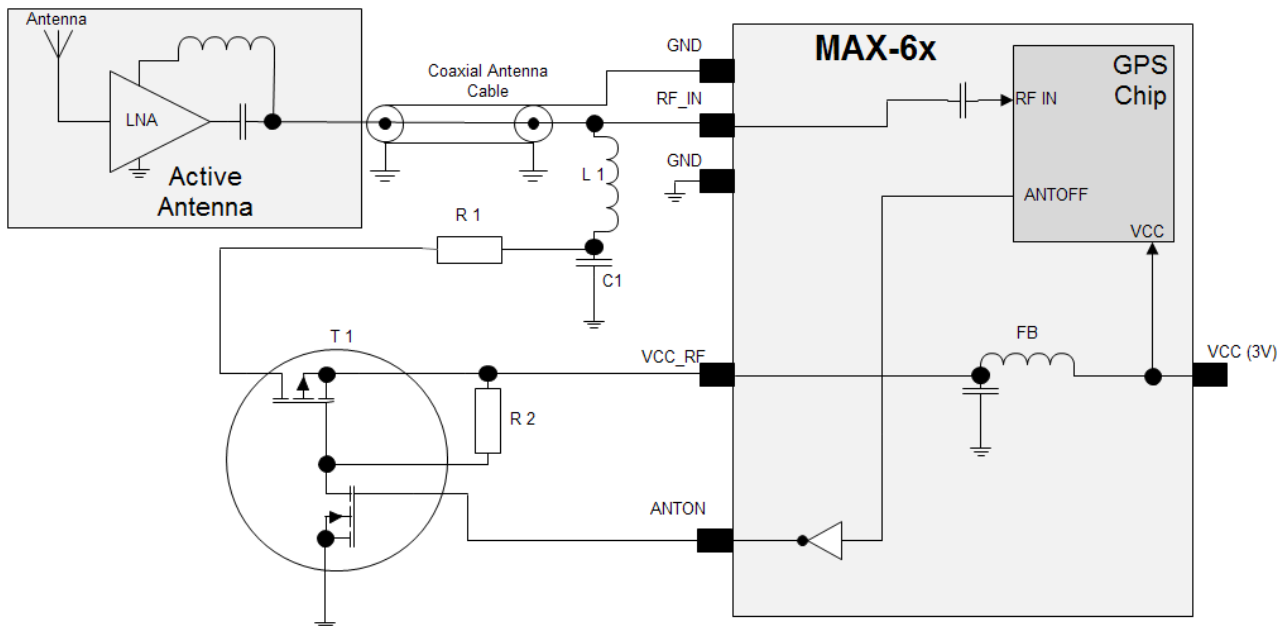 Antenna
LNA
Active
Antenna
Coaxial Antenna
Cable
GND
RF_IN
GND
L 1
R 1
C1
T 1
R 2
VCC_RF
ANTON
MAX-6x
GPS
Chip
RF IN
ANTOFF
VCC
FB
VCC (3V)